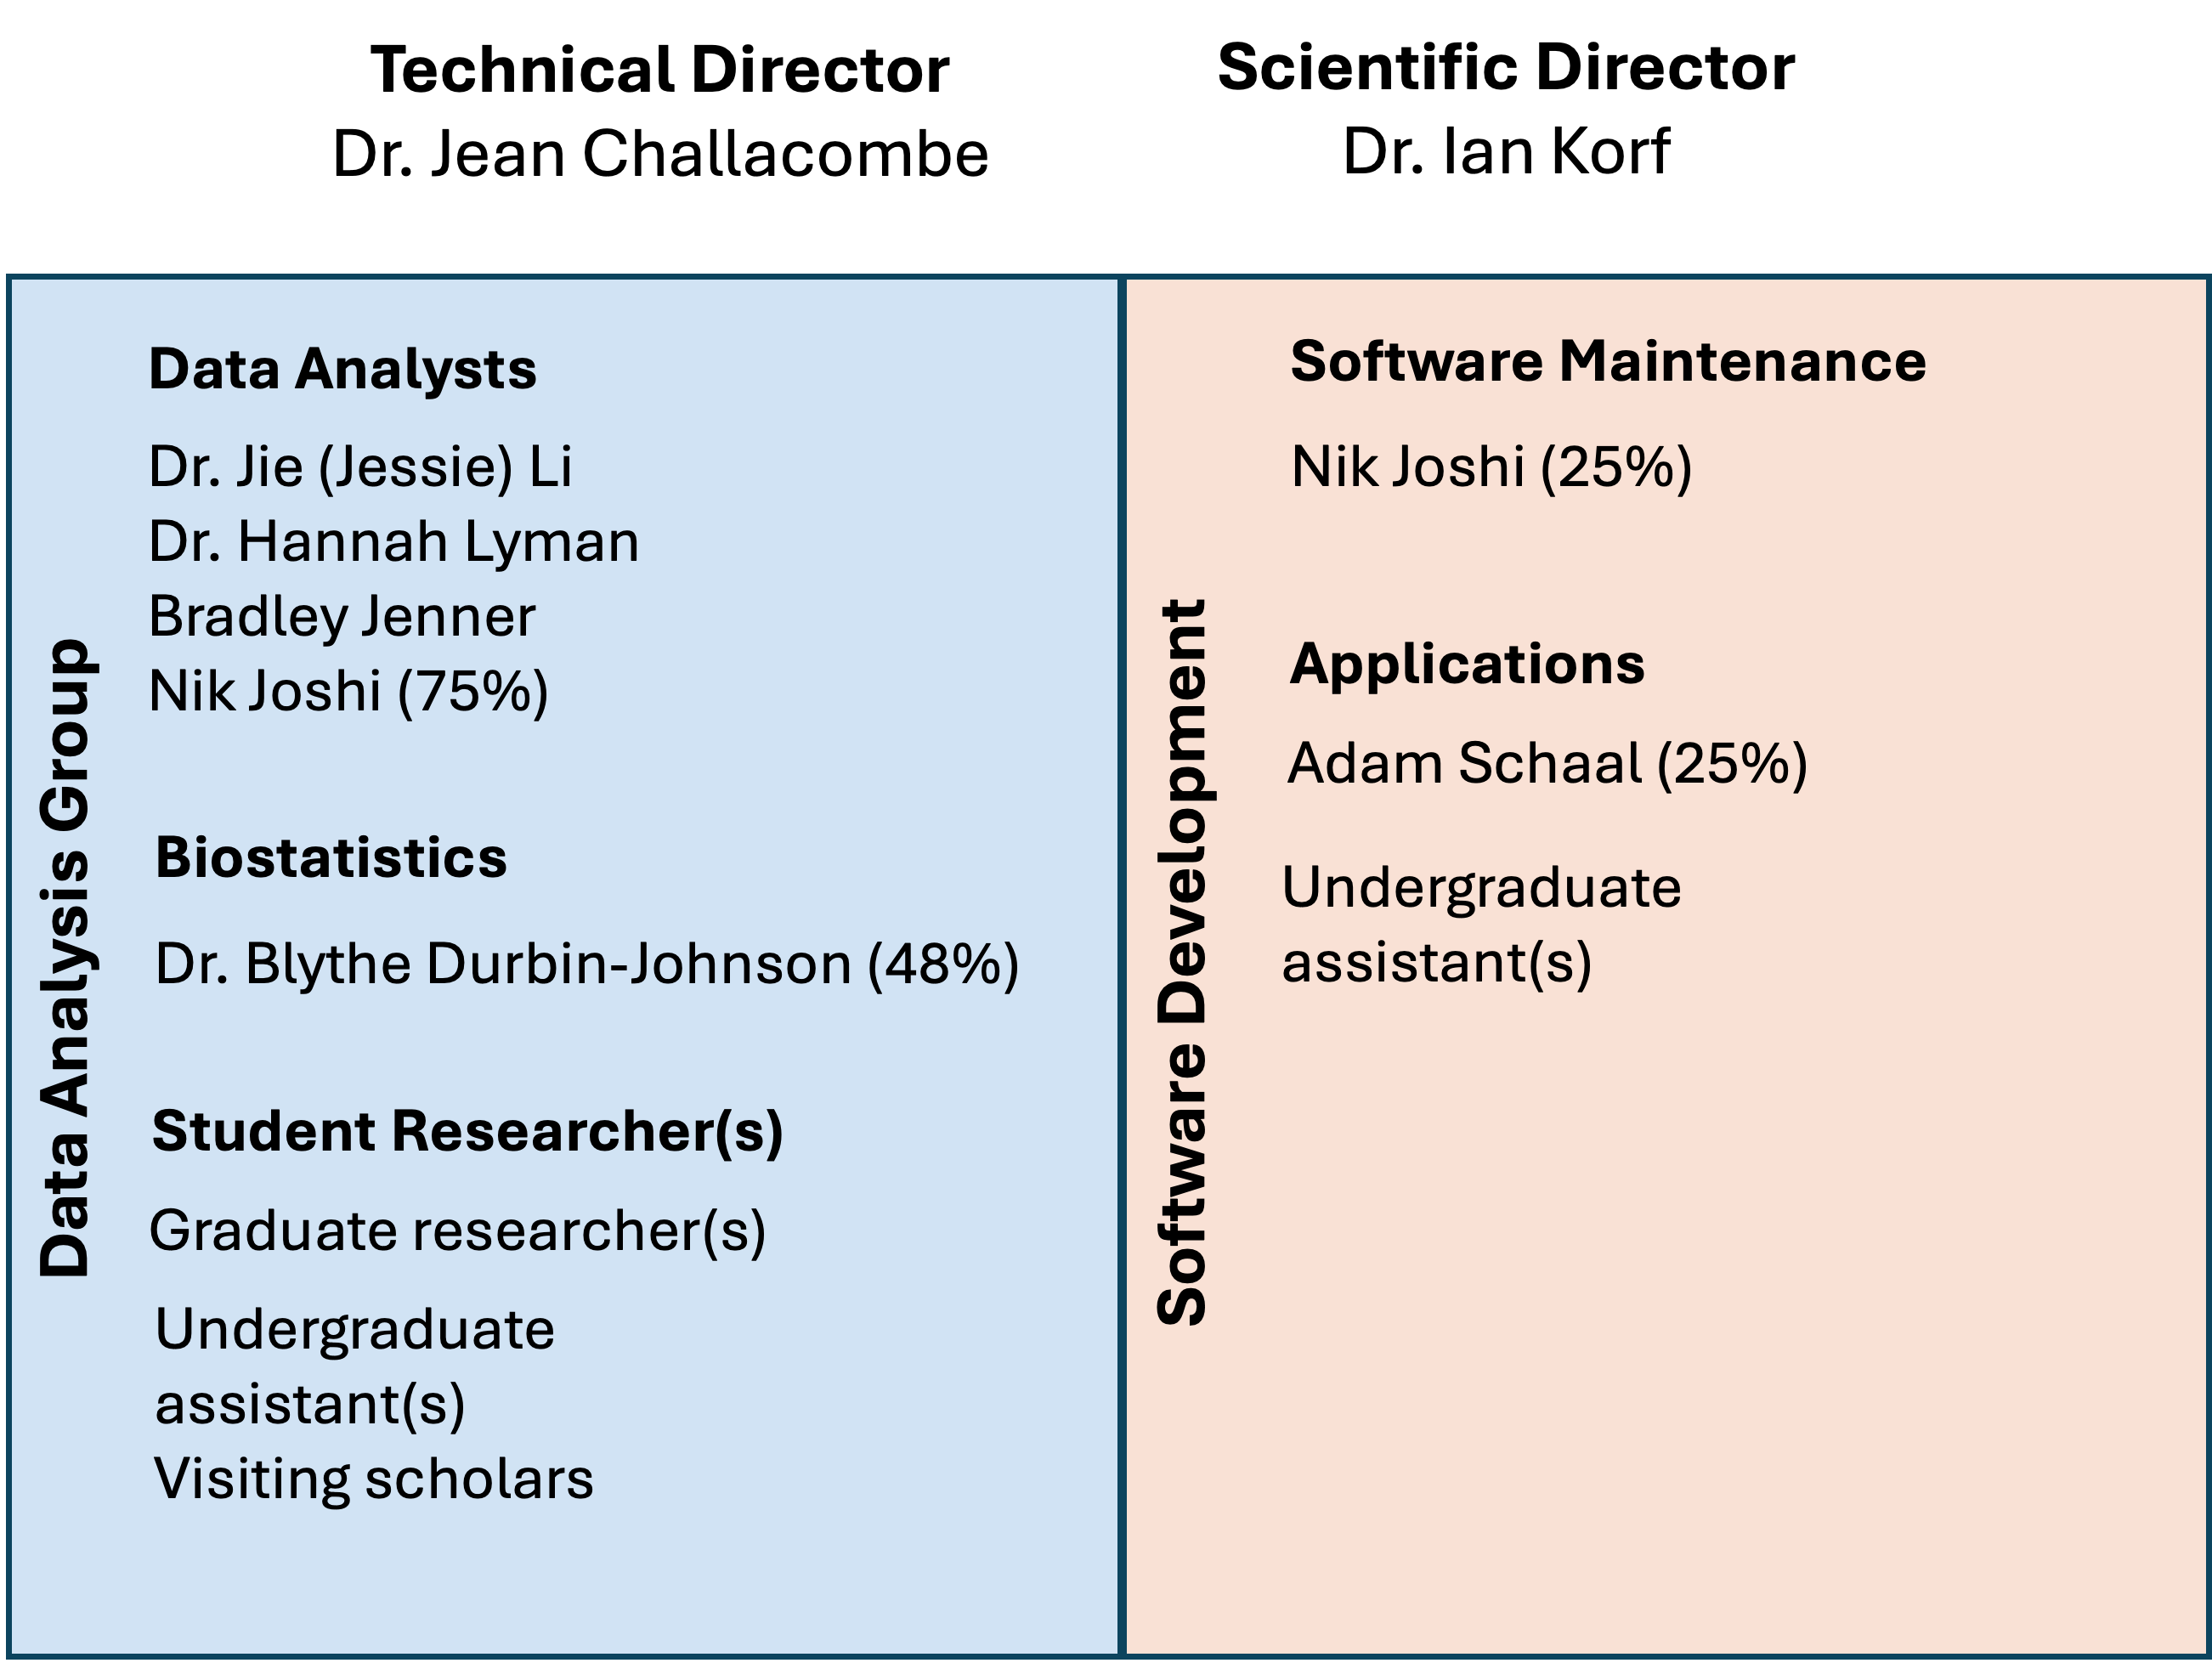 Technical Director
Dr. Jean Challacombe
Scientific Director
Dr. Ian Korf
Data Analysis Group
Data Analysts
Dr. Jie (Jessie) Li
Dr. Hannah Lyman
Bradley Jenner
Nik Joshi (75%)
Biostatistics
Dr. Blythe Durbin-Johnson (48%)
Student Researcher(s)
Graduate researcher(s)
Undergraduate
assistant(s)
Visiting scholars
Software Development
Software Maintenance
Nik Joshi (25%)
Applications
Adam Schaal (25%)
Undergraduate
assistant(s)